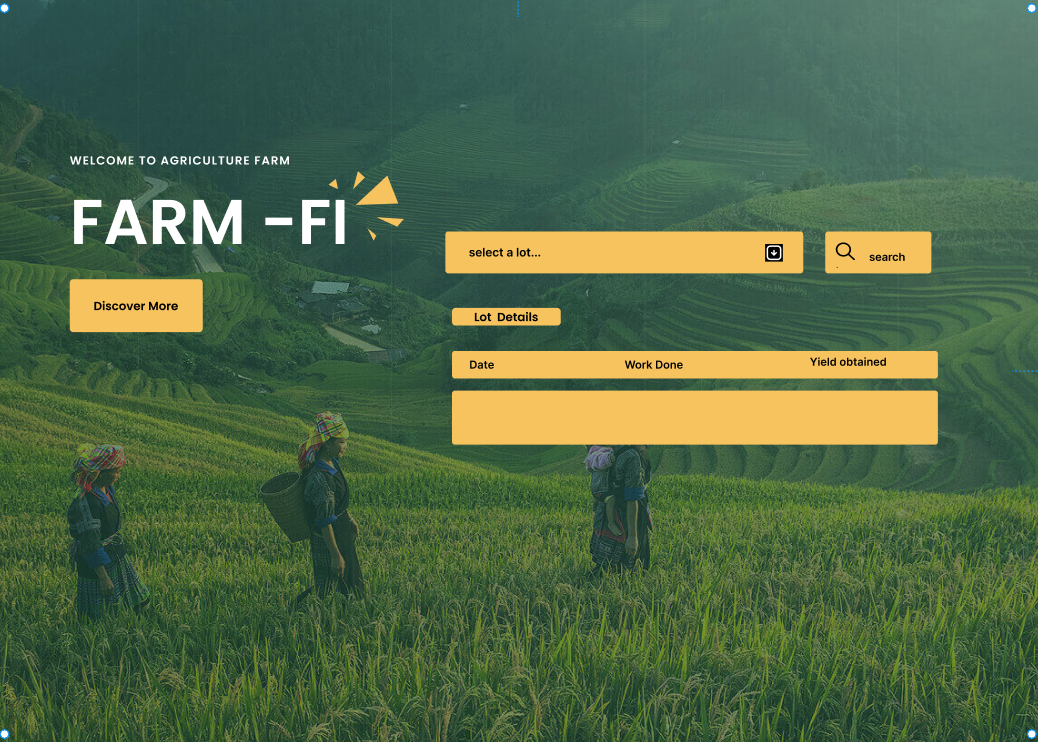 WELCOME TO AGRICULTURE FARM
FARM -FI
Discover More
select a lot...
search
Lot Details
Date Work Done Yield obtained